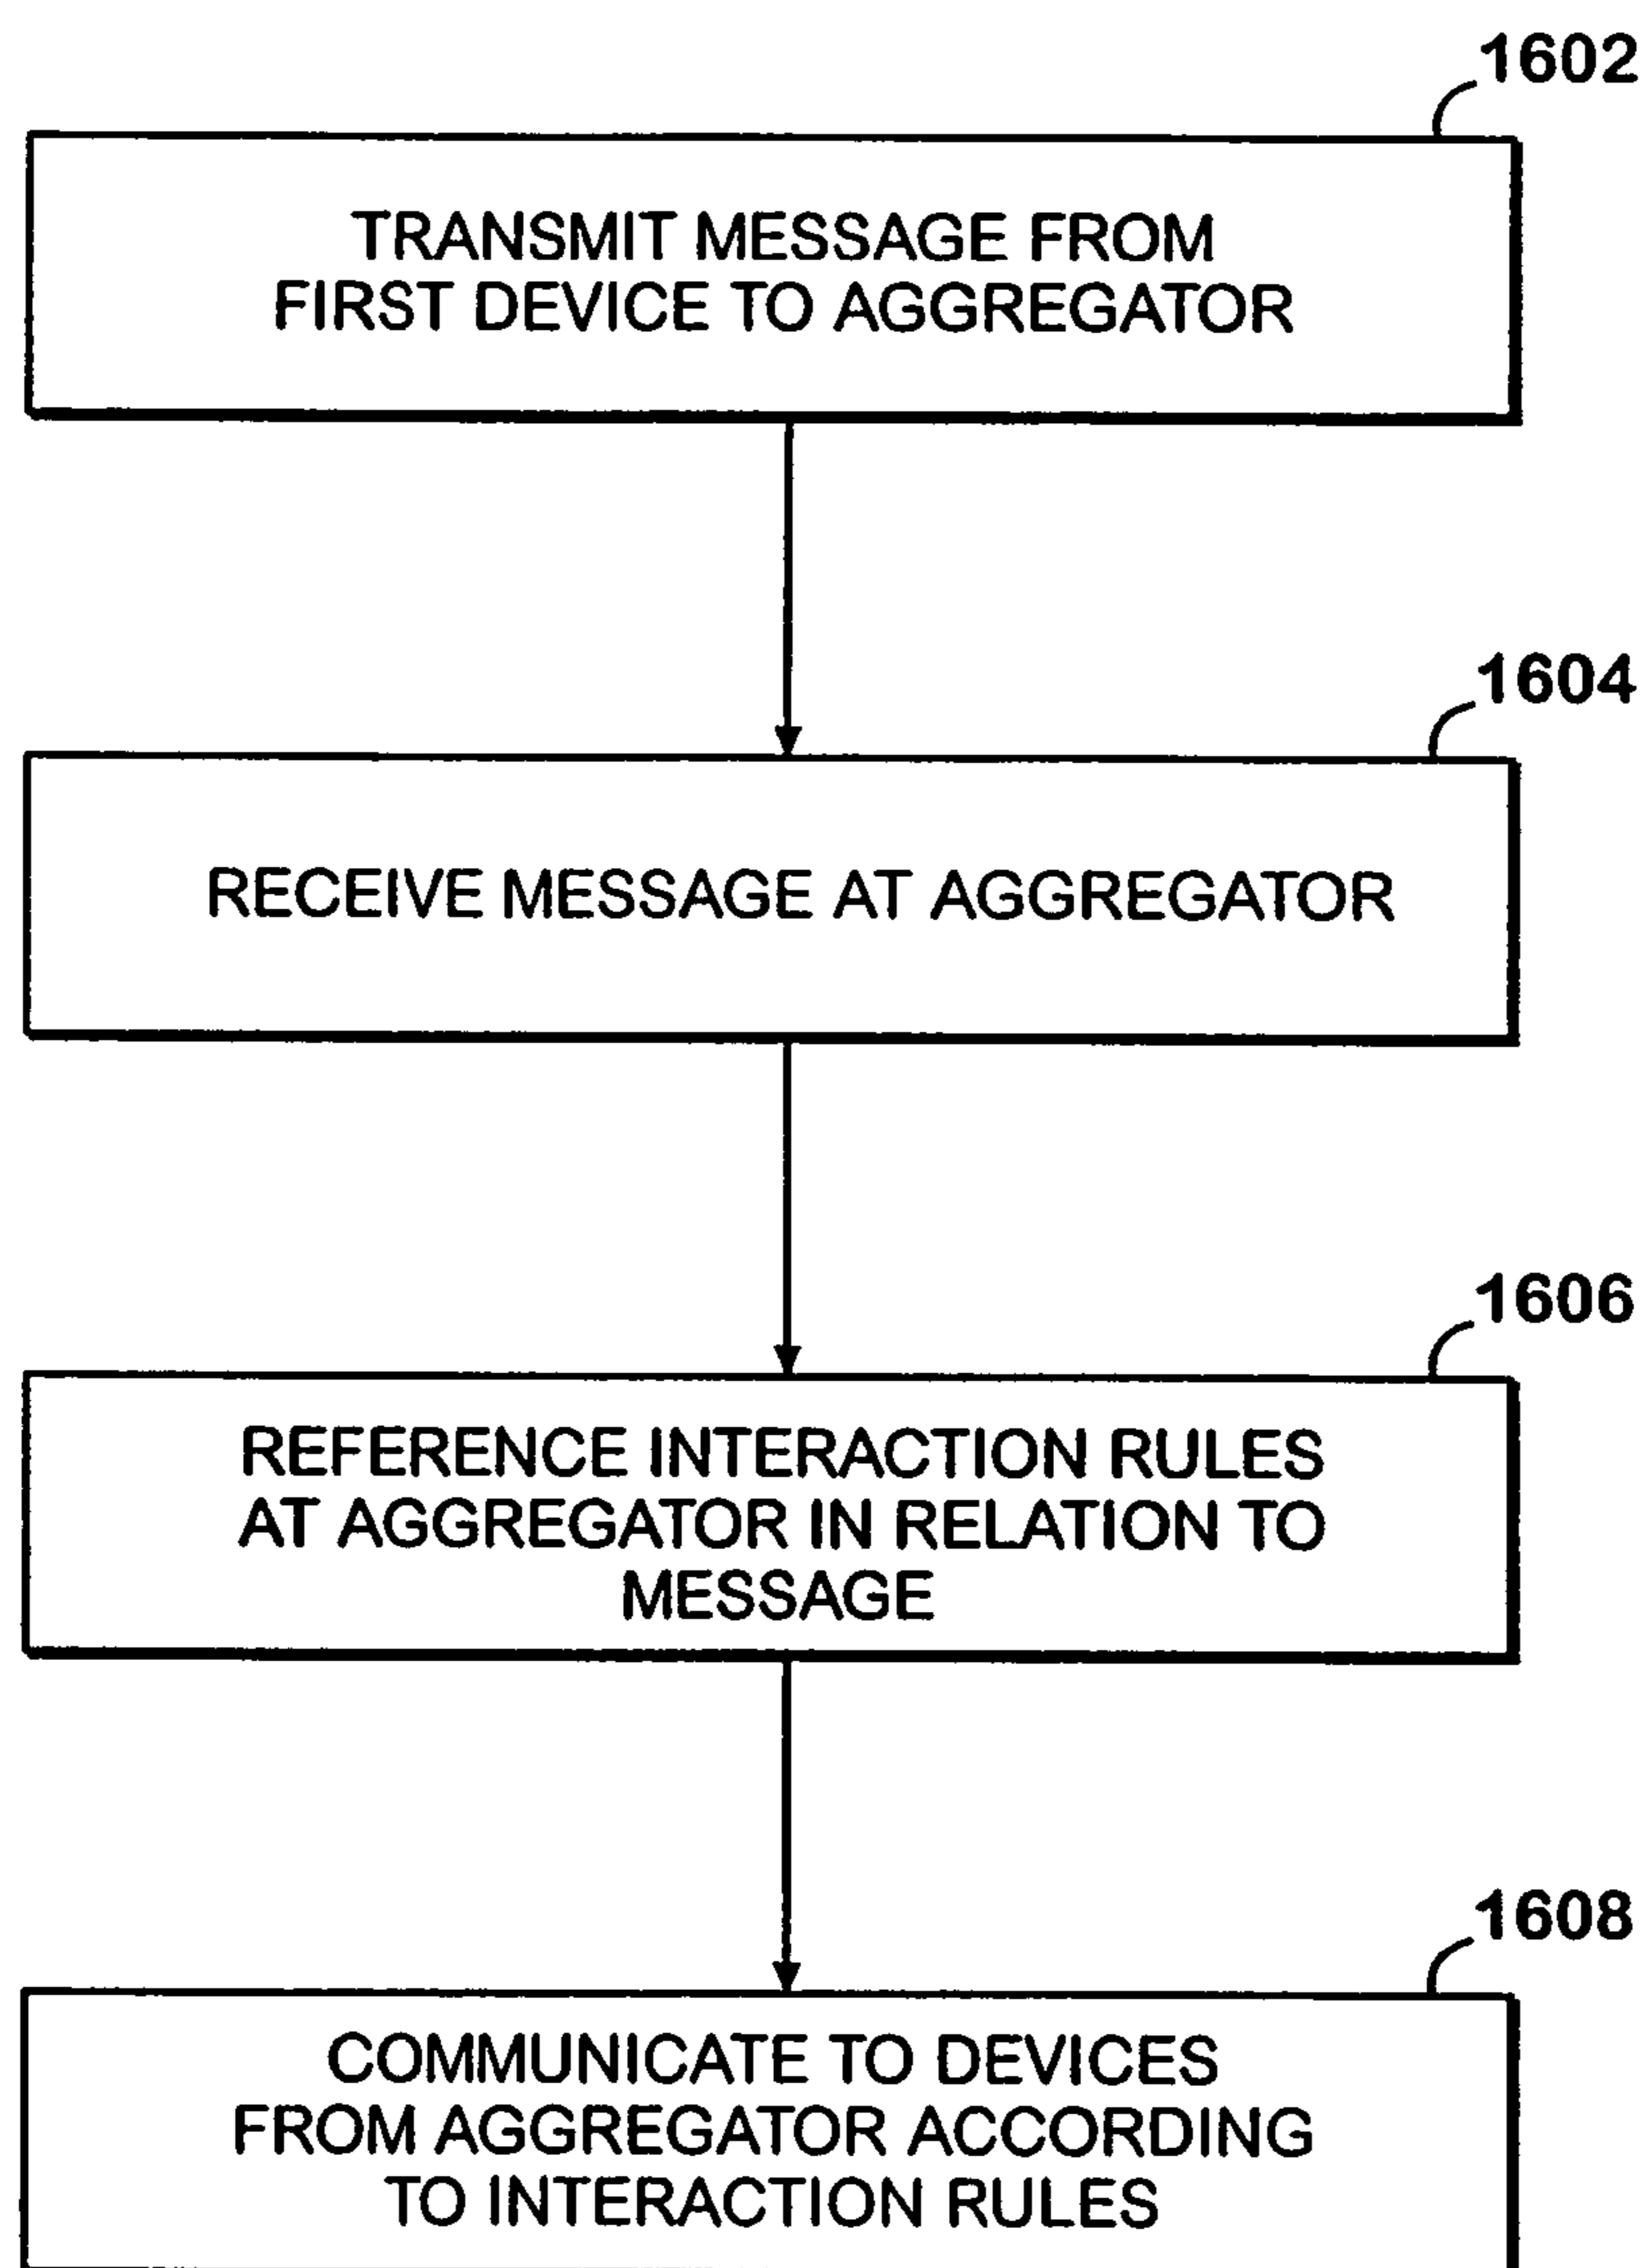 1602
TRANSMIT MESSAGE FROM
FIRST DEVICE TO AGGREGATOR
1604
RECEIVE MESSAGE AT AGGREGATOR
1606
REFERENCE INTERACTION RULES
AT AGGREGATOR IN RELATION TO
MESSAGE
1608
COMMUNICATE TO DEVICES
FROM AGGREGATOR ACCORDING
TO INTERACTION RULES